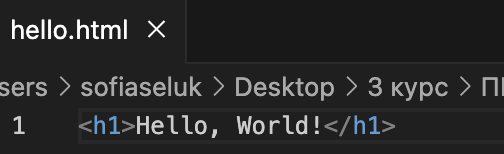 hello.html ×
sers > sofiaseluk > Desktop > 3 курс >
1 <h1>Hello, World!</h1>